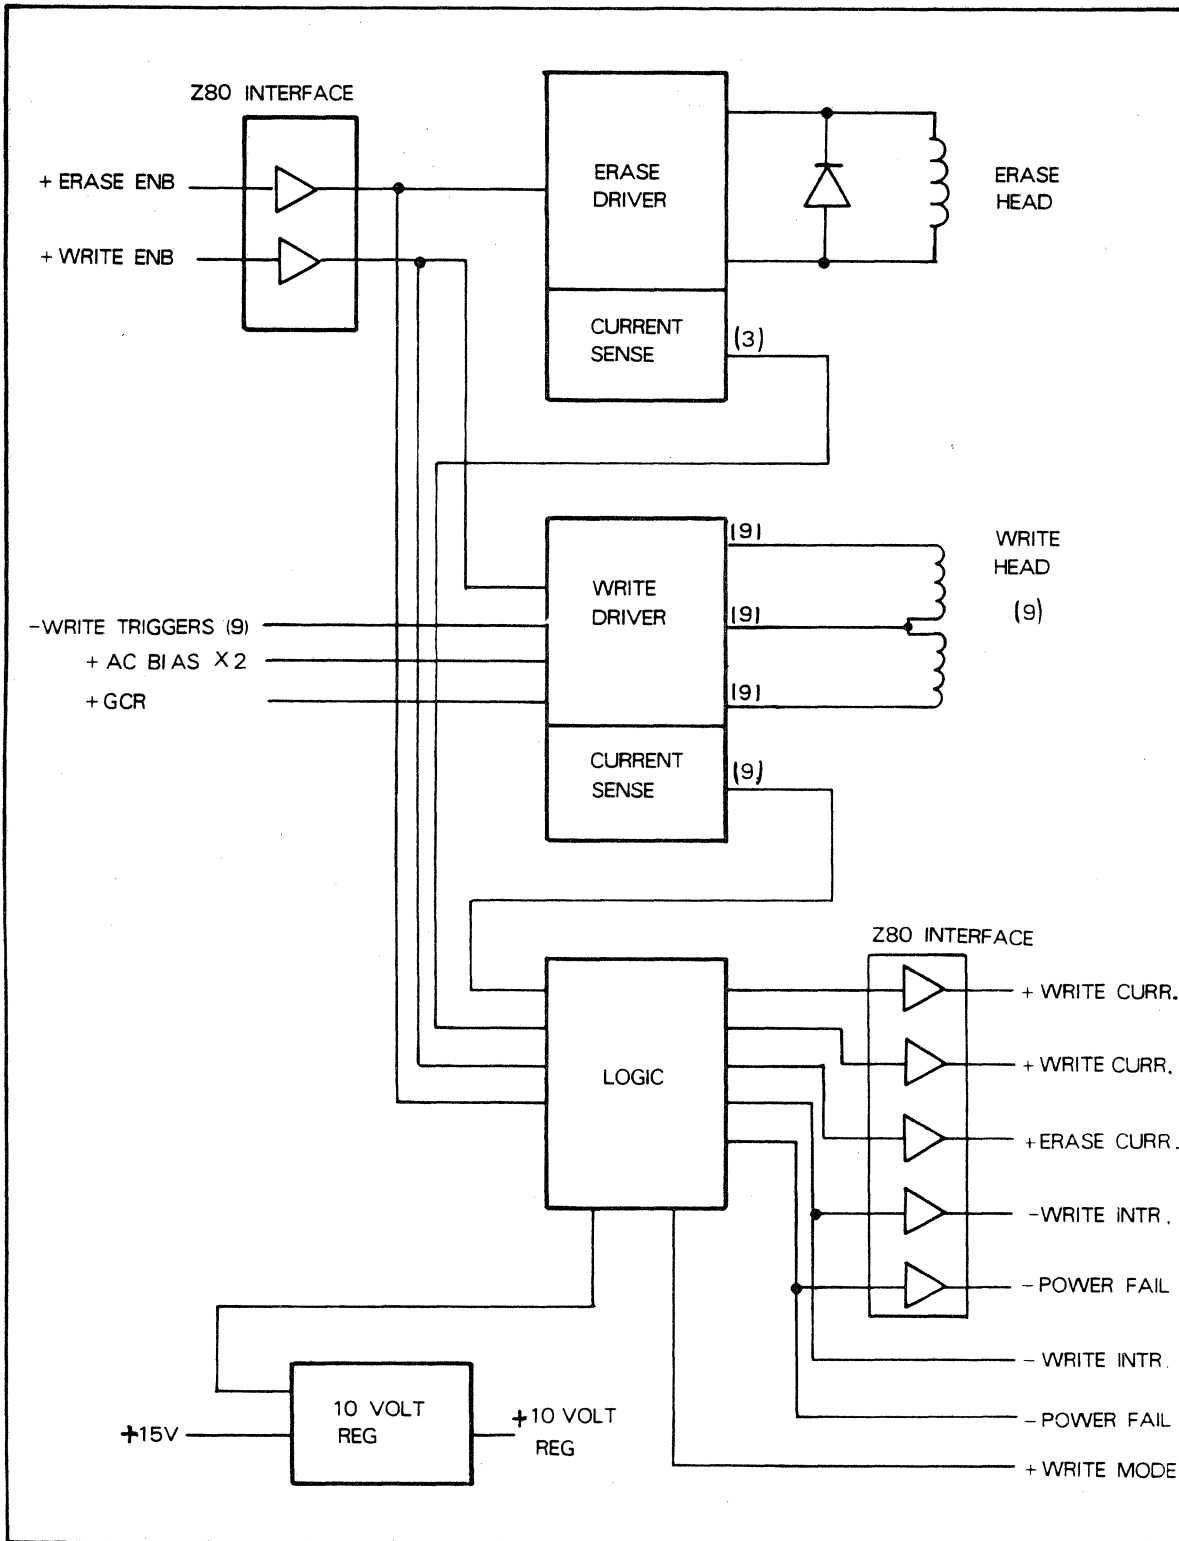 Z80 INTERFACE
+ ERASE ENB
+ WRITE ENB
ERASE
DRIVER
ERASE
HEAD
CURRENT
SENSE
(3)
WRITE
DRIVER
(9)
(9)
(9)
WRITE
HEAD
(9)
-WRITE TRIGGERS (9)
+ AC BIAS X2
+ GCR
CURRENT
SENSE
(9)
Z80 INTERFACE
LOGIC
+ WRITE CURR.
+ WRITE CURR.
+ ERASE CURR.
-WRITE INTR.
- POWER FAIL
- WRITE INTR.
- POWER FAIL
+ WRITE MODE
10 VOLT
REG
+15V
+10 VOLT
REG